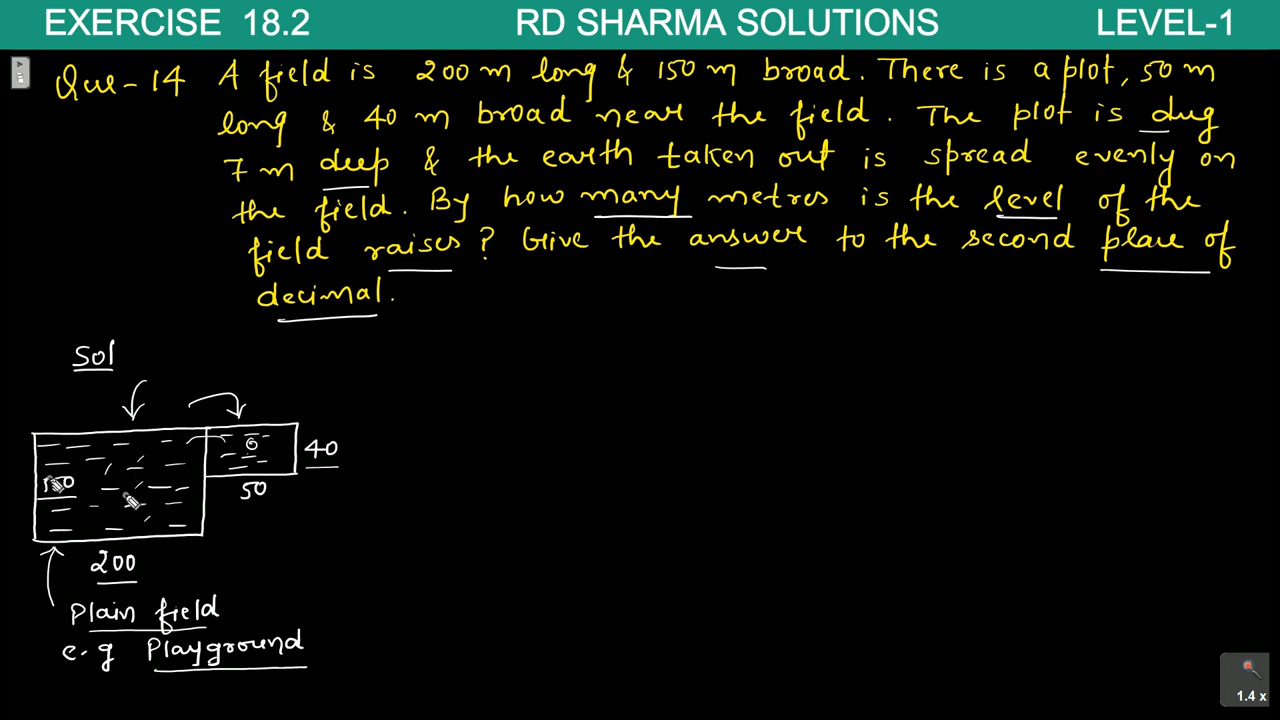 EXERCISE 18.2 RD SHARMA SOLUTIONS LEVEL-1
Que-14 A field is 200 m long & 150 m broad. There is a plot, 50 m
long & 40 m broad near the field. The plot is dug
7 m deep & the earth taken out is spread evenly on
the field. By how many metres is the level of the
field raises? Give the answer to the second place of
decimal.
Sol
40
50
200
Plain field
e.g Playground
1.4 x